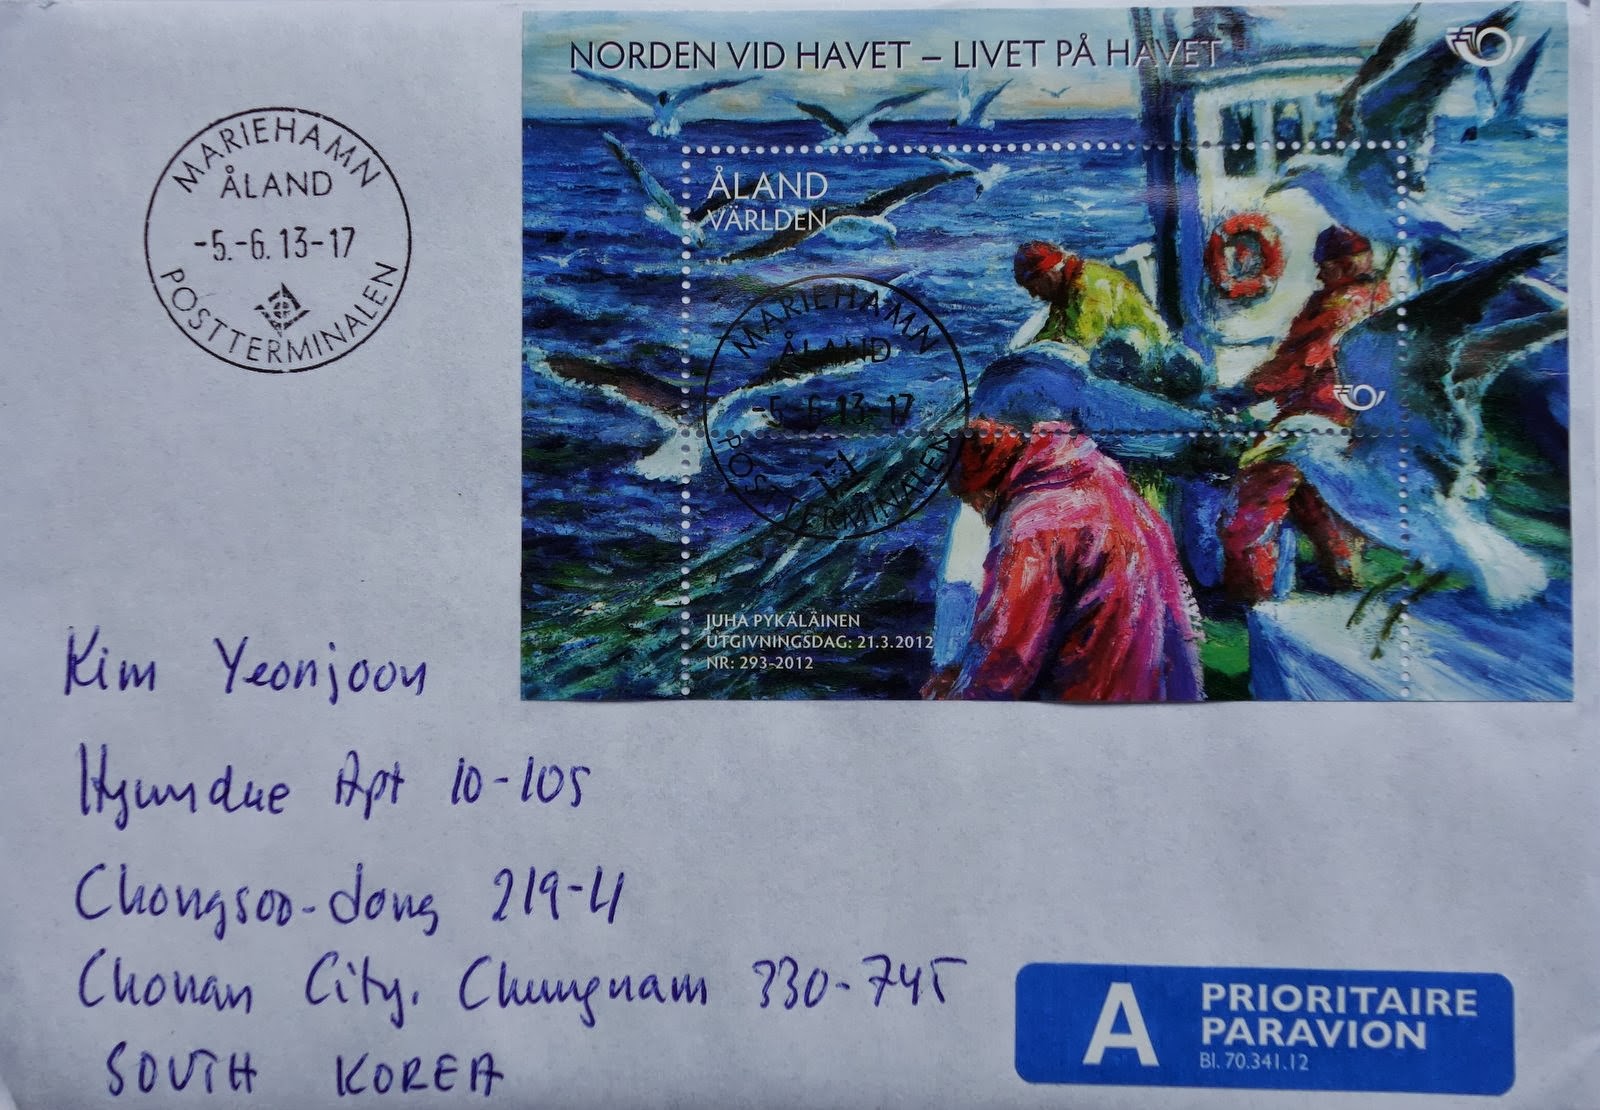 NORDEN VID HAVET – LIVET PÅ HAVET
MARIEHAMN
ÅLAND
-5.-6.13-17
POSTTERMINALEN
ÅLAND
VÄRLDEN
MARIEHAMN
ÅLAND
-5.-6.13-17
POSTTERMINALEN
JUHA PYKÄLÄINEN
UTGIVNINGSDAG: 21.3.2012
NR: 293-2012
Kim Yeonjoon
Hyundae Apt 10-105
Chongsoo-dong 219-4
Chonan City, Chungnam 330-745
SOUTH KOREA
A PRIORITAIRE
PARAVION
Bl. 70.341.12